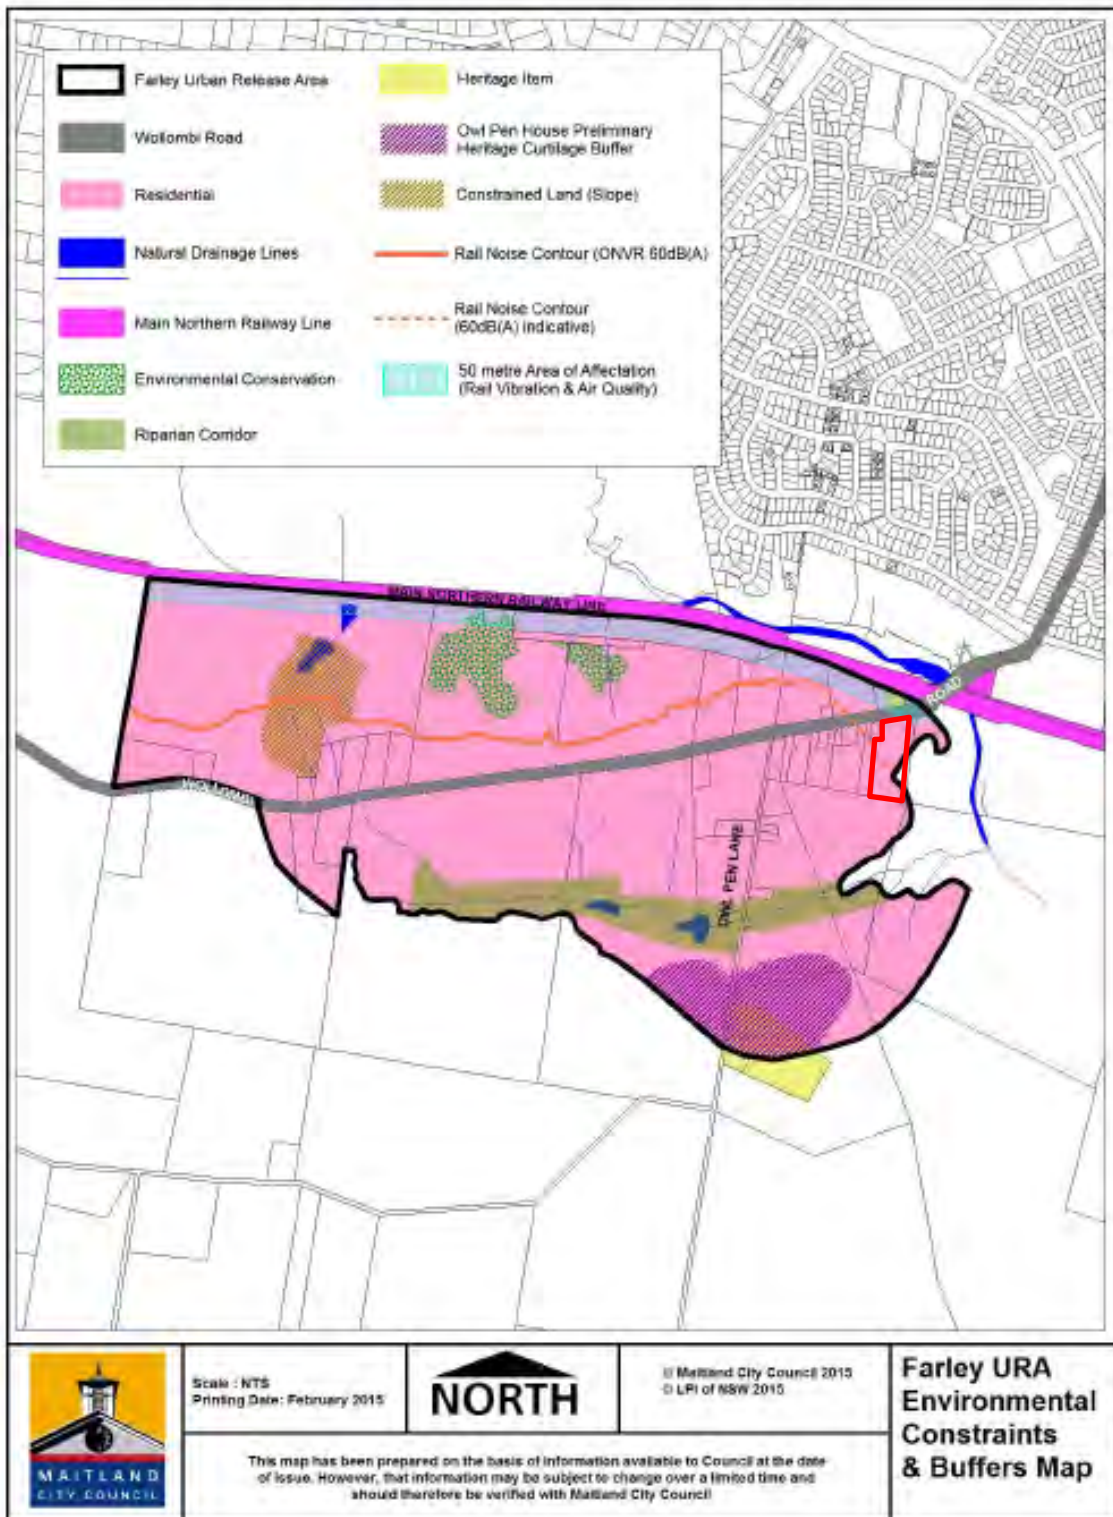 Farley Urban Release Area
Wollombi Road
Residential
Natural Drainage Lines
Main Northern Railway Line
Environmental Conservation
Riparian Corridor
Heritage Item
Owl Pen House Preliminary
Heritage Curtilage Buffer
Constrained Land (Slope)
Rail Noise Contour (ONVR 60dB(A)
Rail Noise Contour
(60dB(A) indicative)
50 metre Area of Affectation
(Rail Vibration & Air Quality)
MAIN NORTHERN RAILWAY LINE
ROAD
WOLLOMBI
OWL PEN LANE
MAITLAND
CITY COUNCIL
Scale : NTS
Printing Date: February 2015
NORTH
© Maitland City Council 2015
© LPI of NSW 2015
This map has been prepared on the basis of information available to Council at the date
of issue. However, that information may be subject to change over a limited time and
should therefore be verified with Maitland City Council
Farley URA
Environmental
Constraints
& Buffers Map